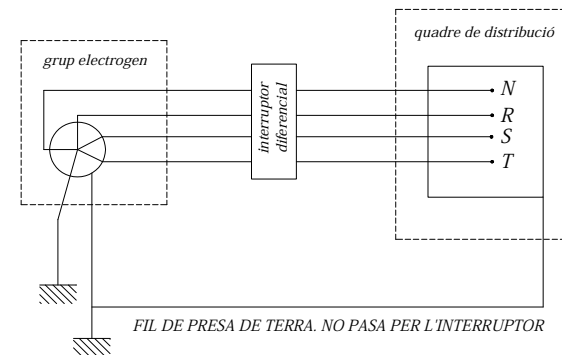 grup electrogen
interruptor
diferencial
quadre de distribució
N
R
S
T
FIL DE PRESA DE TERRA. NO PASA PER L'INTERRUPTOR